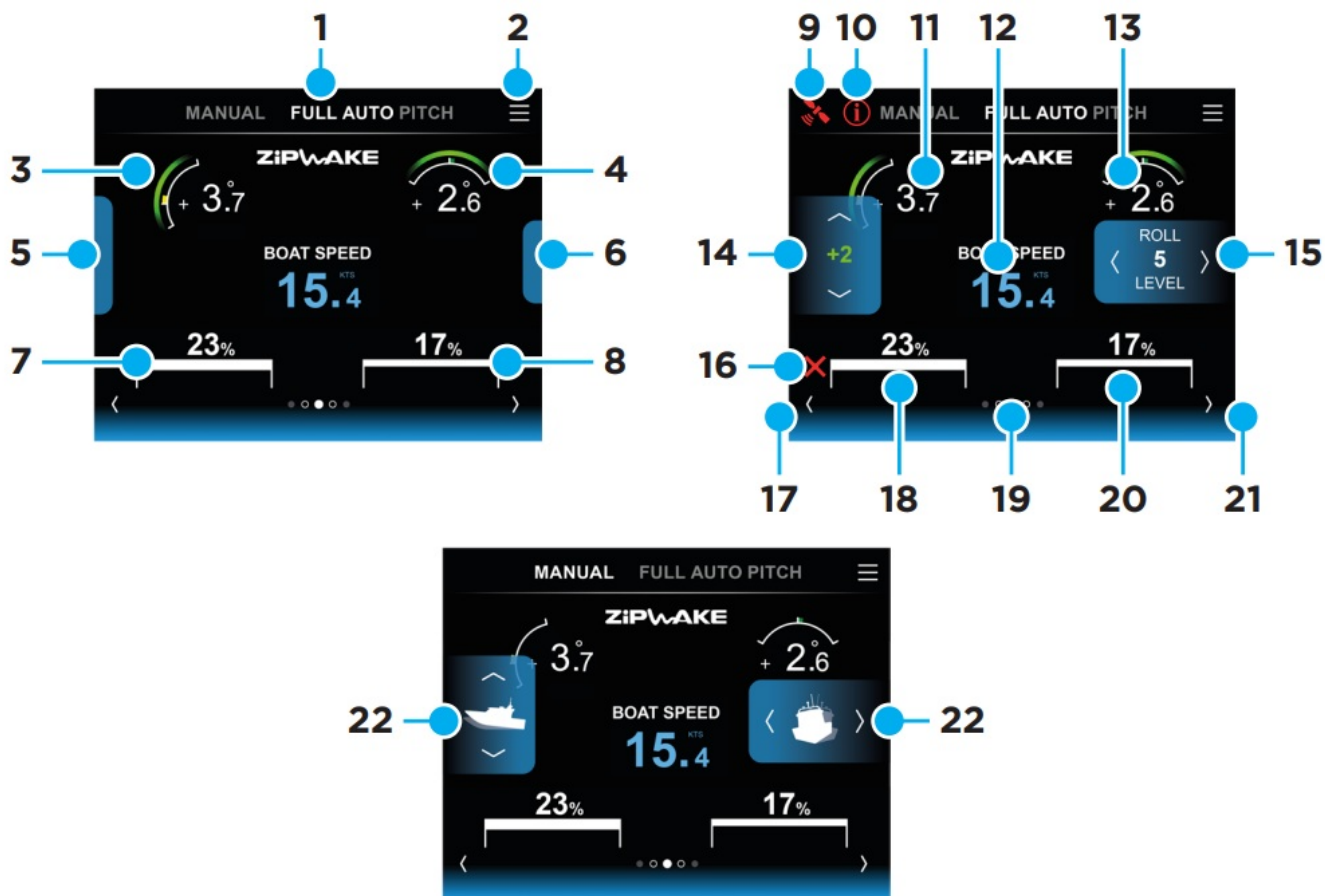 1 2
MANUAL FULL AUTO PITCH
ZiPWAKE
3 + 3.7° + 2.6° 4
5 6
BOAT SPEED
15.4 KTS
7 23% 17% 8
9 10 11 12 13
MANUAL FULL AUTO PITCH
ZiPWAKE
+ 3.7° + 2.6°
14 +2 ROLL 15
5
LEVEL
BOAT SPEED
15.4 KTS
16 23% 17%
17 18 19 20 21
MANUAL FULL AUTO PITCH
ZiPWAKE
+ 3.7° + 2.6°
22 22
BOAT SPEED
15.4 KTS
23% 17%